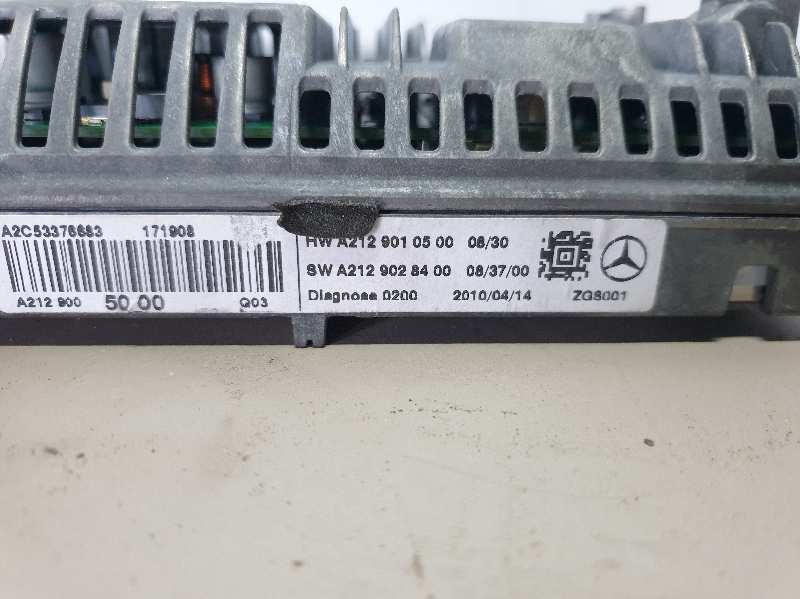 A2C53376683 171908
A212 900 50 00 Q03
HW A212 901 05 00 08/30
SW A212 902 84 00 08/37/00
Diagnose 0200 2010/04/14 ZGS001